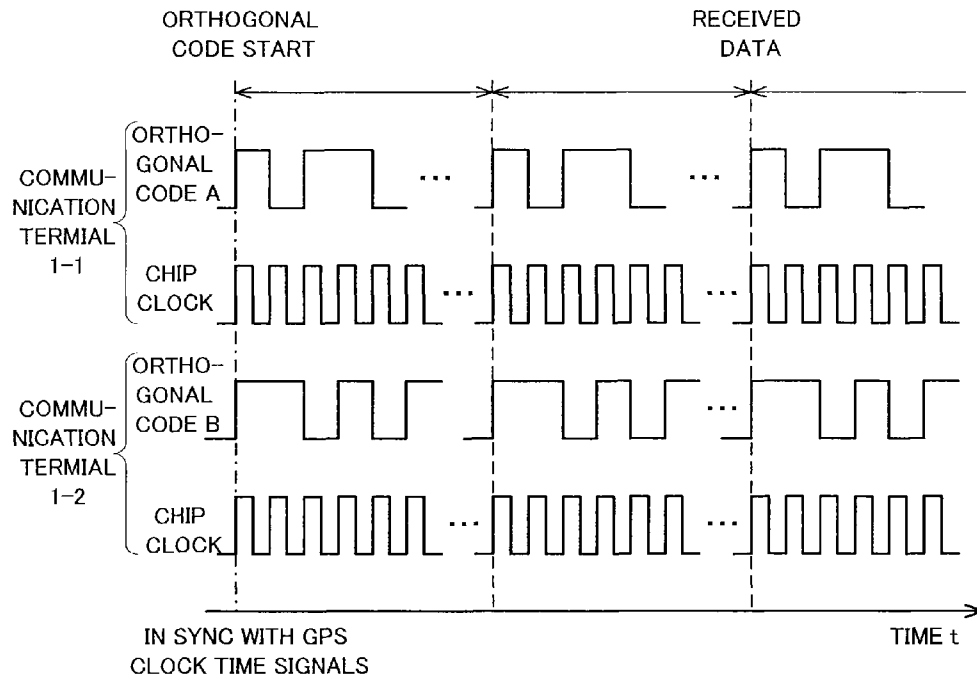 ORTHOGONAL
CODE START
RECEIVED
DATA
COMMU-
NICATION
TERMIAL
1-1
ORTHO-
GONAL
CODE A
...
...
CHIP
CLOCK
...
...
COMMU-
NICATION
TERMIAL
1-2
ORTHO-
GONAL
CODE B
...
CHIP
CLOCK
...
...
IN SYNC WITH GPS
CLOCK TIME SIGNALS
TIME t